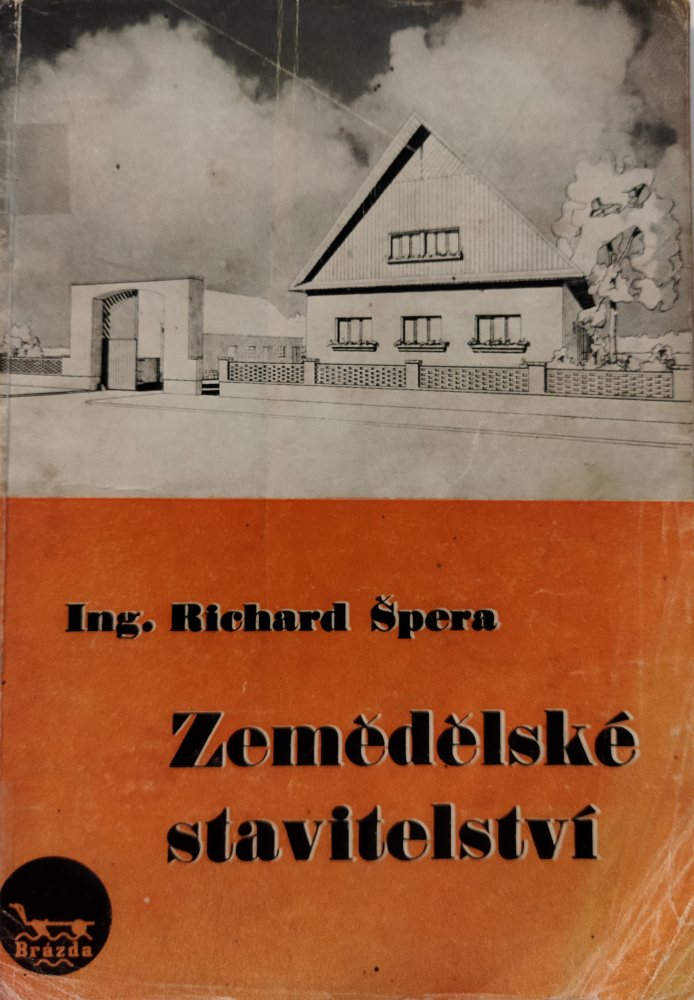 Ing. Richard Špera
Zemědělské
stavitelství
Brázda